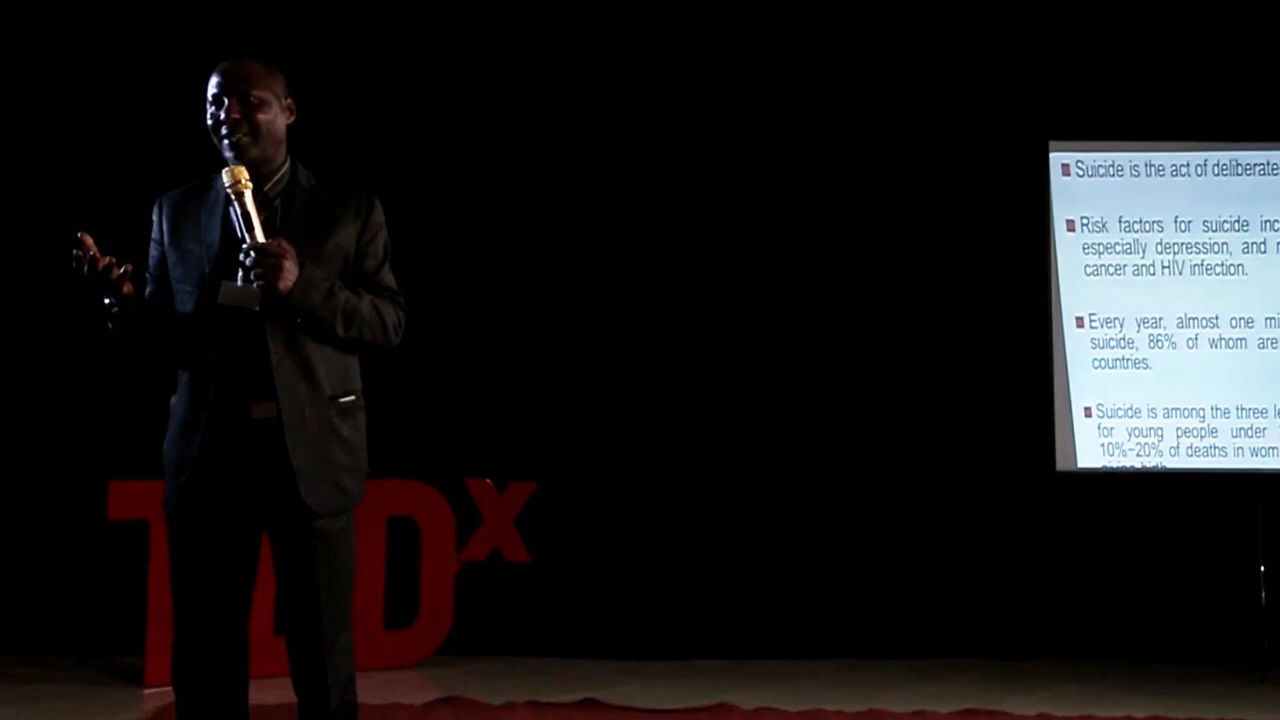 Suicide is the act of deliberate
Risk factors for suicide inc
especially depression, and
cancer and HIV infection.
Every year, almost one mi
suicide, 86% of whom are
countries.
Suicide is among the three le
for young people under
10%-20% of deaths in wom
giving birth
TEDx